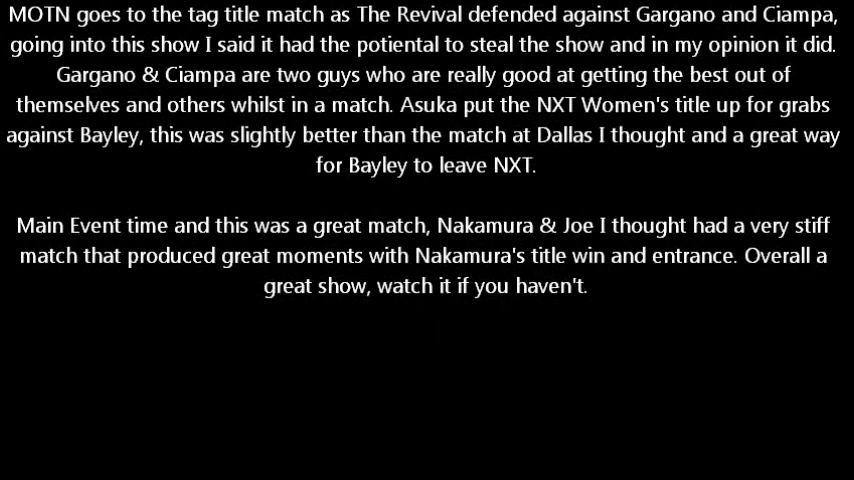 MOTN goes to the tag title match as The Revival defended against Gargano and Ciampa,
going into this show I said it had the potiental to steal the show and in my opinion it did.
Gargano & Ciampa are two guys who are really good at getting the best out of
themselves and others whilst in a match. Asuka put the NXT Women's title up for grabs
against Bayley, this was slightly better than the match at Dallas I thought and a great way
for Bayley to leave NXT.

Main Event time and this was a great match, Nakamura & Joe I thought had a very stiff
match that produced great moments with Nakamura's title win and entrance. Overall a
great show, watch it if you haven't.